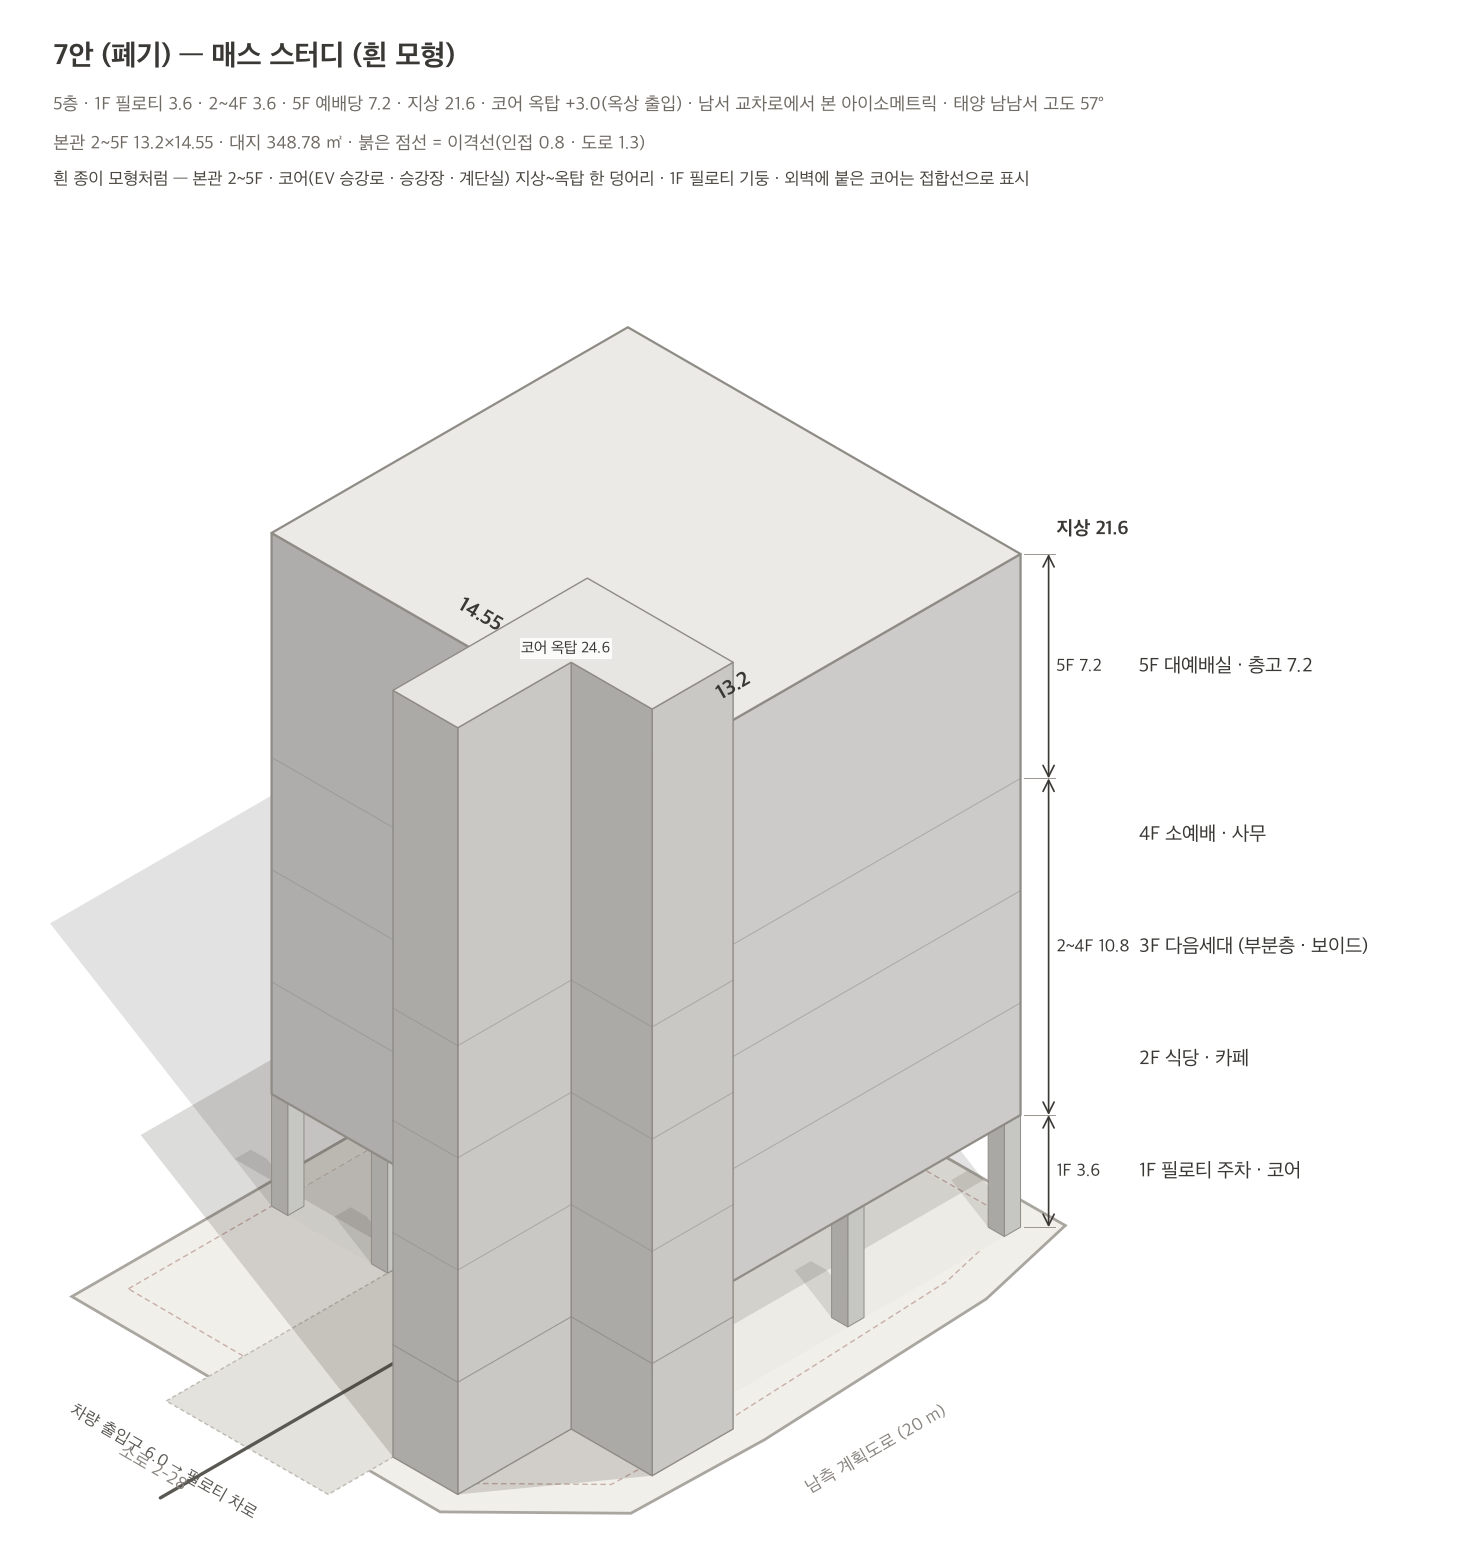 7안 (폐기) — 매스 스터디 (흰 모형)
5층 · 1F 필로티 3.6 · 2~4F 3.6 · 5F 예배당 7.2 · 지상 21.6 · 코어 옥탑 +3.0(옥상 출입) · 남서 교차로에서 본 아이소메트릭 · 태양 남남서 고도 57°
본관 2~5F 13.2×14.55 · 대지 348.78 ㎡ · 붉은 점선 = 이격선(인접 0.8 · 도로 1.3)
흰 종이 모형처럼 — 본관 2~5F · 코어(EV 승강로 · 승강장 · 계단실) 지상~옥탑 한 덩어리 · 1F 필로티 기둥 · 외벽에 붙은 코어는 접합선으로 표시
지상 21.6
14.55
코어 옥탑 24.6
13.2
5F 7.2
5F 대예배실 · 층고 7.2
4F 소예배 · 사무
2~4F 10.8
3F 다음세대 (부분층 · 보이드)
2F 식당 · 카페
1F 3.6
1F 필로티 주차 · 코어
차량 출입구 6.0 → 필로티 차로
소로 2-28
남측 계획도로 (20 m)